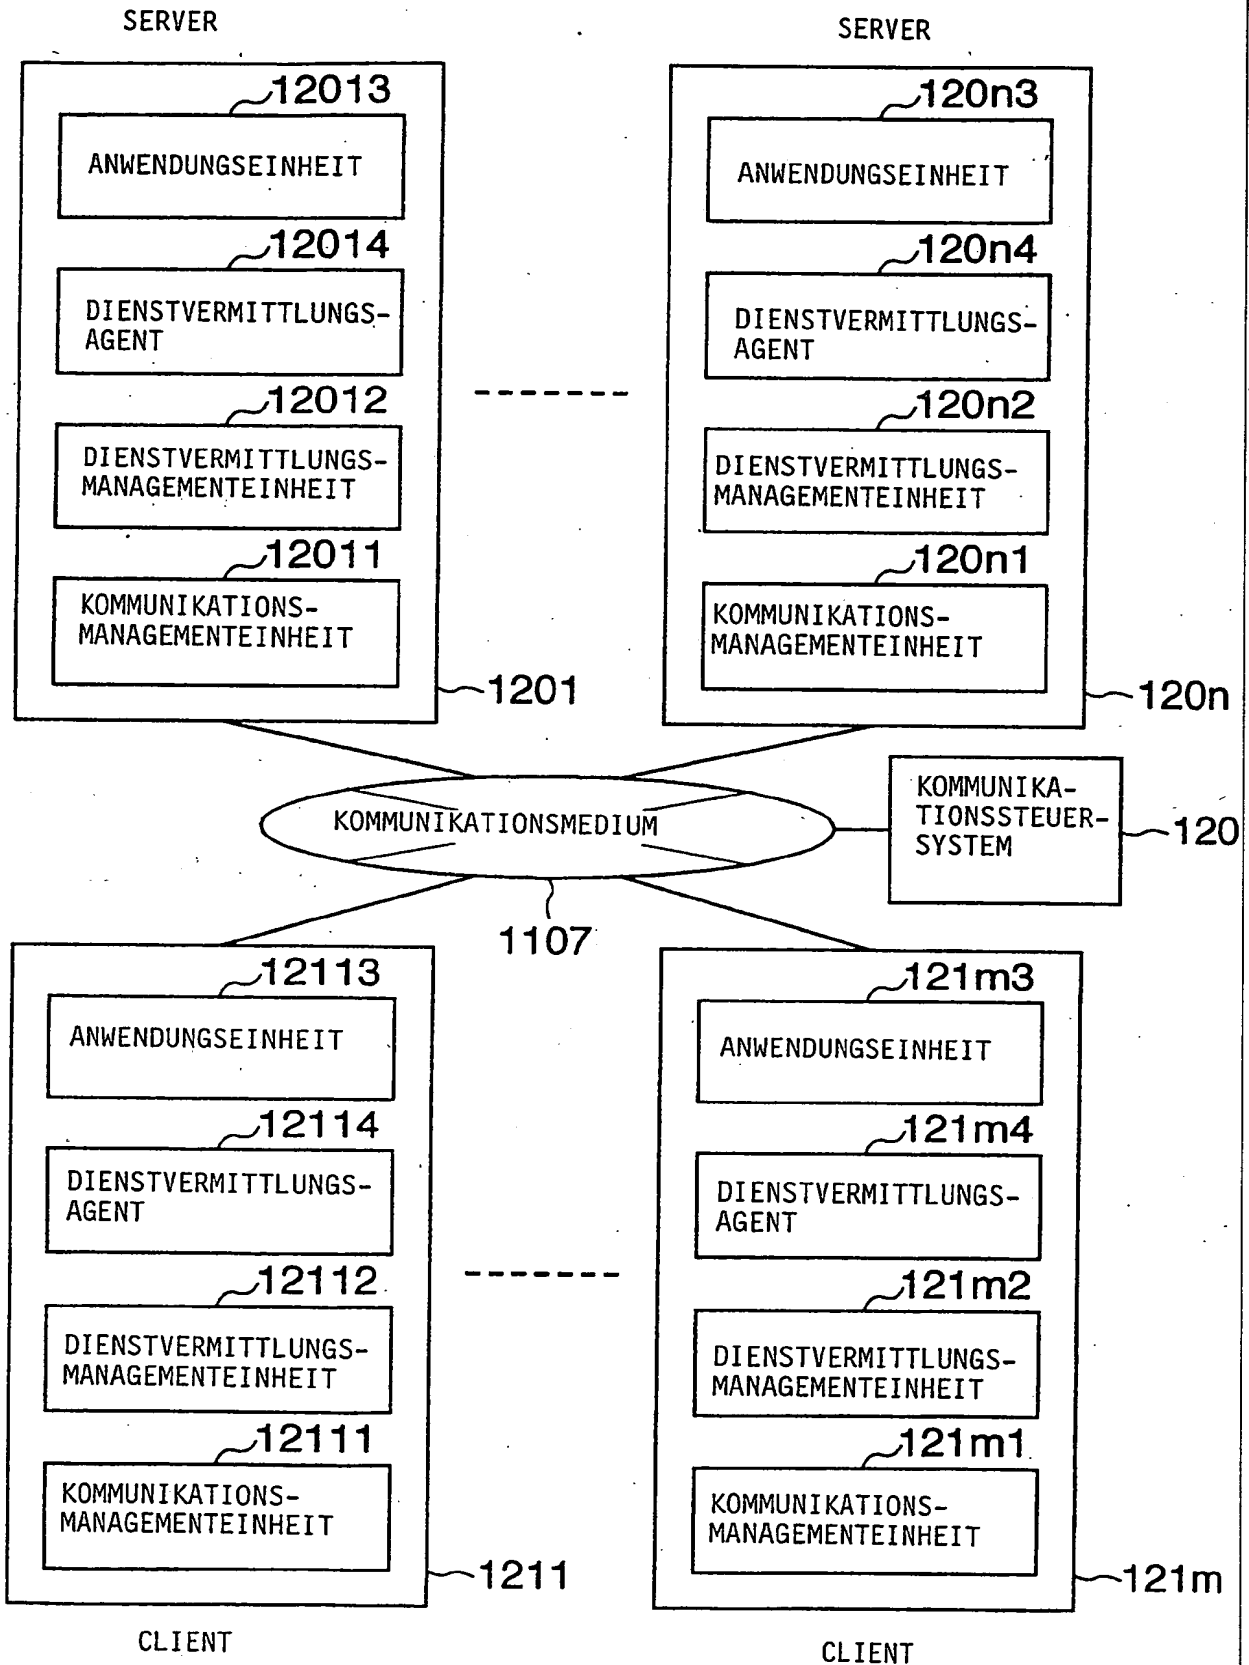 SERVER
12013
ANWENDUNGSEINHEIT
12014
DIENSTVERMITTLUNGS-
AGENT
12012
DIENSTVERMITTLUNGS-
MANAGEMENTEINHEIT
12011
KOMMUNIKATIONS-
MANAGEMENTEINHEIT
1201
SERVER
120n3
ANWENDUNGSEINHEIT
120n4
DIENSTVERMITTLUNGS-
AGENT
120n2
DIENSTVERMITTLUNGS-
MANAGEMENTEINHEIT
120n1
KOMMUNIKATIONS-
MANAGEMENTEINHEIT
120n
KOMMUNIKATIONSMEDIUM
1107
KOMMUNIKA-
TIONSSTEUER-
SYSTEM
120
12113
ANWENDUNGSEINHEIT
12114
DIENSTVERMITTLUNGS-
AGENT
12112
DIENSTVERMITTLUNGS-
MANAGEMENTEINHEIT
12111
KOMMUNIKATIONS-
MANAGEMENTEINHEIT
1211
CLIENT
121m3
ANWENDUNGSEINHEIT
121m4
DIENSTVERMITTLUNGS-
AGENT
121m2
DIENSTVERMITTLUNGS-
MANAGEMENTEINHEIT
121m1
KOMMUNIKATIONS-
MANAGEMENTEINHEIT
121m
CLIENT